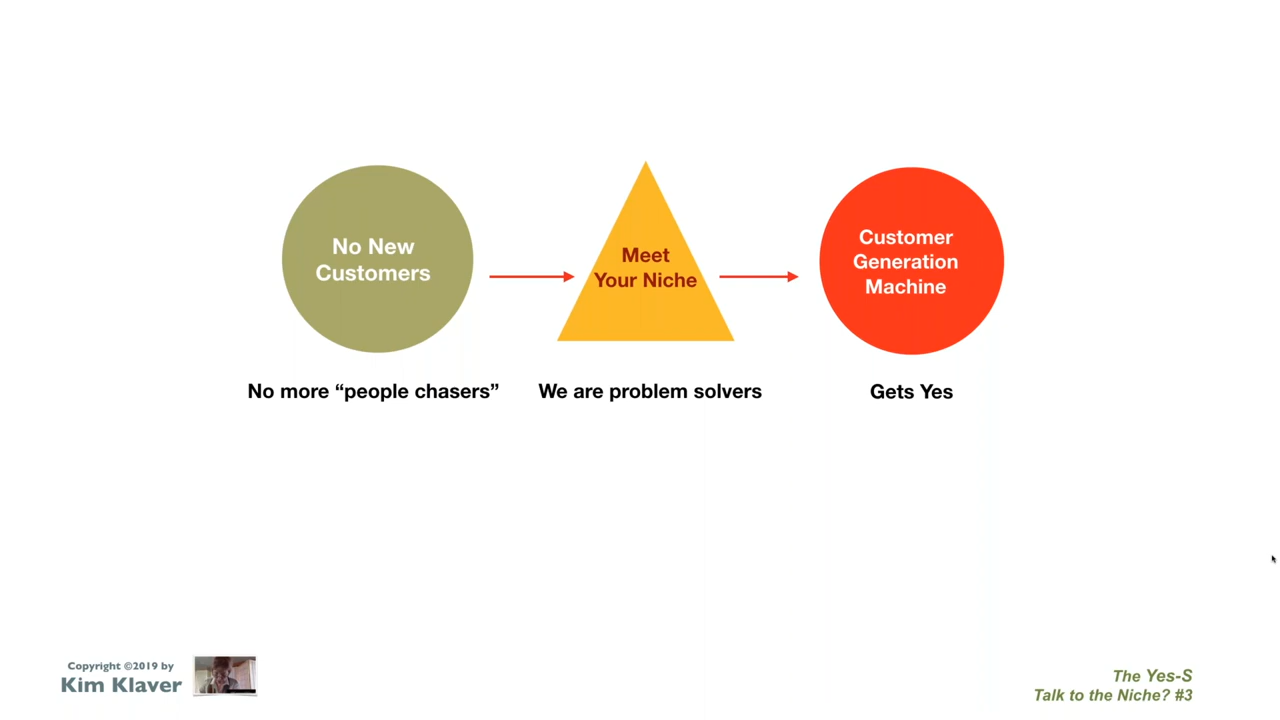 No New
Customers
Meet
Your Niche
Customer
Generation
Machine
No more “people chasers”
We are problem solvers
Gets Yes
Copyright ©2019 by
Kim Klaver
The Yes-S
Talk to the Niche? #3